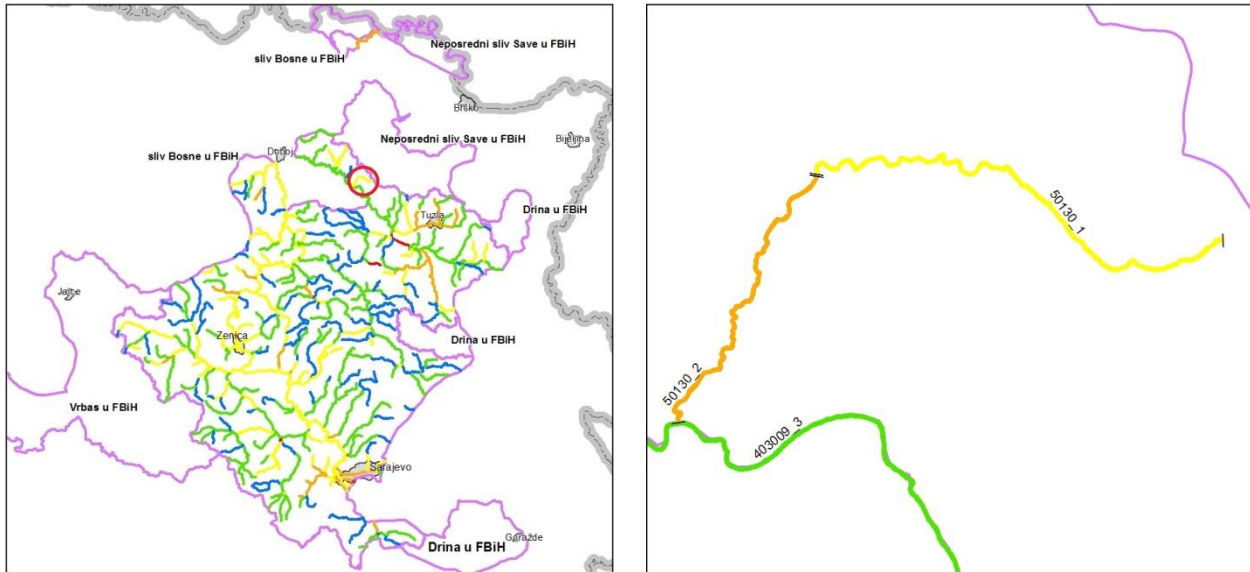 Neposredni sliv Save u FBiH
sliv Bosne u FBiH
Brčko
Neposredni sliv Save u FBiH
Bijeljina
sliv Bosne u FBiH
Doboj
Tuzla
Drina u FBiH
Jajce
Zenica
Drina u FBiH
Vrbas u FBiH
Sarajevo
Goražde
Drina u FBiH
50130_1
50130_2
403009_3